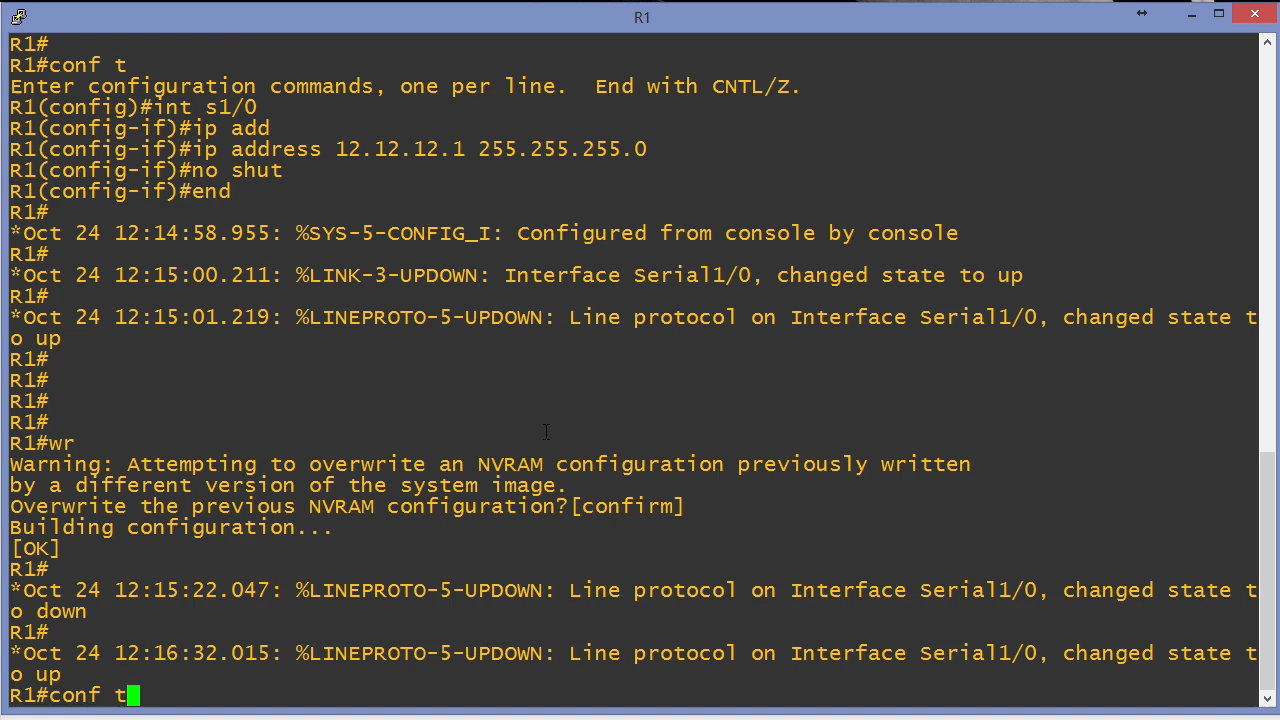 R1
R1#
R1#conf t
Enter configuration commands, one per line.  End with CNTL/Z.
R1(config)#int s1/0
R1(config-if)#ip add
R1(config-if)#ip address 12.12.12.1 255.255.255.0
R1(config-if)#no shut
R1(config-if)#end
R1#
*Oct 24 12:14:58.955: %SYS-5-CONFIG_I: Configured from console by console
R1#
*Oct 24 12:15:00.211: %LINK-3-UPDOWN: Interface Serial1/0, changed state to up
R1#
*Oct 24 12:15:01.219: %LINEPROTO-5-UPDOWN: Line protocol on Interface Serial1/0, changed state t
o up
R1#
R1#
R1#
R1#
R1#wr
Warning: Attempting to overwrite an NVRAM configuration previously written
by a different version of the system image.
Overwrite the previous NVRAM configuration?[confirm]
Building configuration...
[OK]
R1#
*Oct 24 12:15:22.047: %LINEPROTO-5-UPDOWN: Line protocol on Interface Serial1/0, changed state t
o down
R1#
*Oct 24 12:16:32.015: %LINEPROTO-5-UPDOWN: Line protocol on Interface Serial1/0, changed state t
o up
R1#conf t